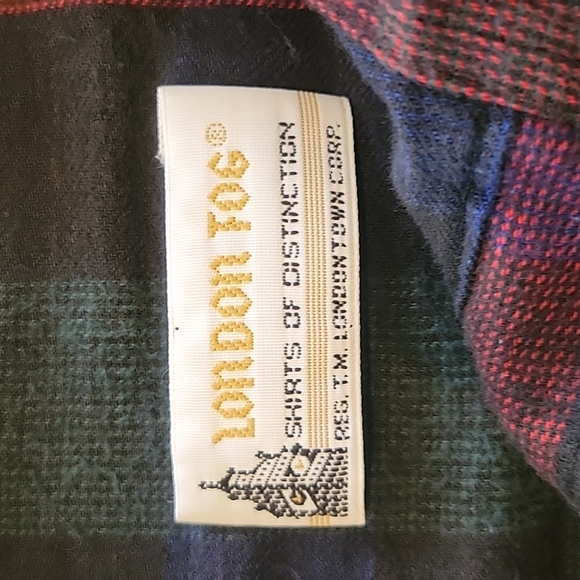 LONDON FOG®
SHIRTS OF DISTINCTION
REG. T.M. LONDONTOWN CORP.